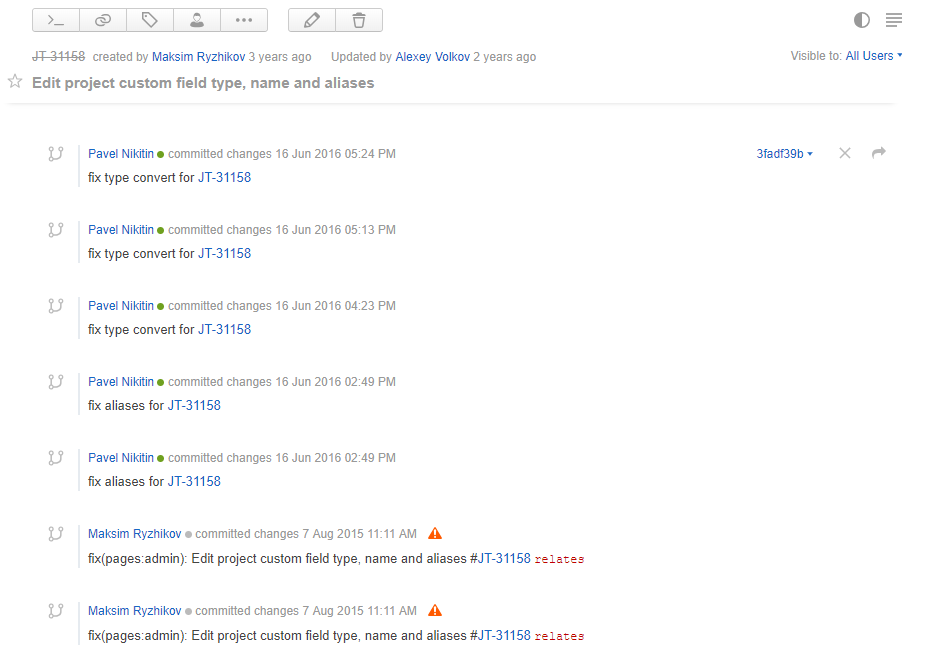 JT-31158 created by Maksim Ryzhikov 3 years ago Updated by Alexey Volkov 2 years ago Visible to: All Users
Edit project custom field type, name and aliases
Pavel Nikitin committed changes 16 Jun 2016 05:24 PM 3fadf39b
fix type convert for JT-31158
Pavel Nikitin committed changes 16 Jun 2016 05:13 PM
fix type convert for JT-31158
Pavel Nikitin committed changes 16 Jun 2016 04:23 PM
fix type convert for JT-31158
Pavel Nikitin committed changes 16 Jun 2016 02:49 PM
fix aliases for JT-31158
Pavel Nikitin committed changes 16 Jun 2016 02:49 PM
fix aliases for JT-31158
Maksim Ryzhikov committed changes 7 Aug 2015 11:11 AM
fix(pages:admin): Edit project custom field type, name and aliases #JT-31158 relates
Maksim Ryzhikov committed changes 7 Aug 2015 11:11 AM
fix(pages:admin): Edit project custom field type, name and aliases #JT-31158 relates